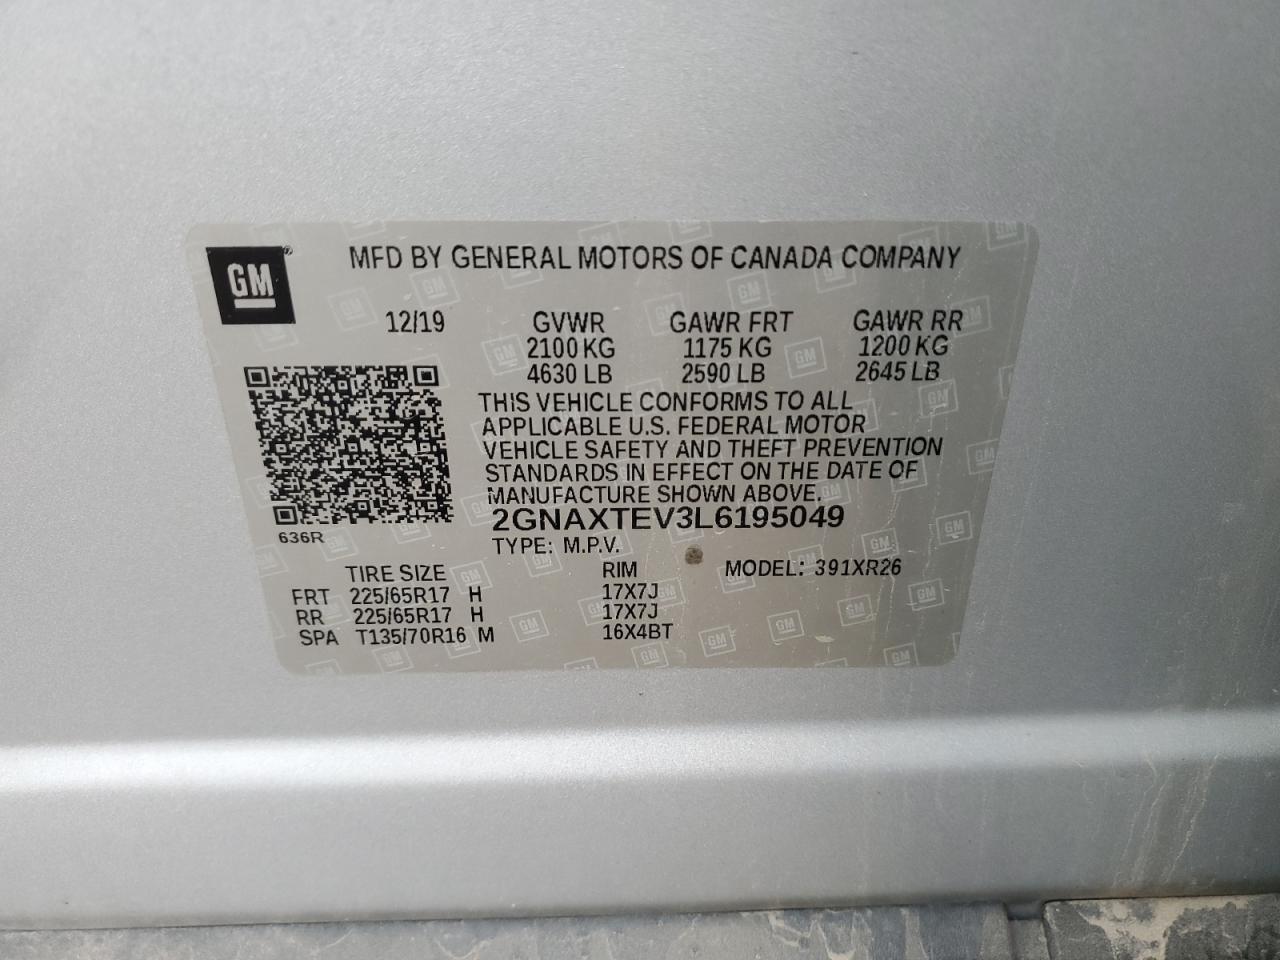 GM
MFD BY GENERAL MOTORS OF CANADA COMPANY
12/19 GVWR GAWR FRT GAWR RR
2100 KG 1175 KG 1200 KG
4630 LB 2590 LB 2645 LB
THIS VEHICLE CONFORMS TO ALL
APPLICABLE U.S. FEDERAL MOTOR
VEHICLE SAFETY AND THEFT PREVENTION
STANDARDS IN EFFECT ON THE DATE OF
MANUFACTURE SHOWN ABOVE.
2GNAXTEV3L6195049
636R
TYPE: M.P.V.
TIRE SIZE RIM MODEL: 391XR26
FRT 225/65R17 H 17X7J
RR 225/65R17 H 17X7J
SPA T135/70R16 M 16X4BT